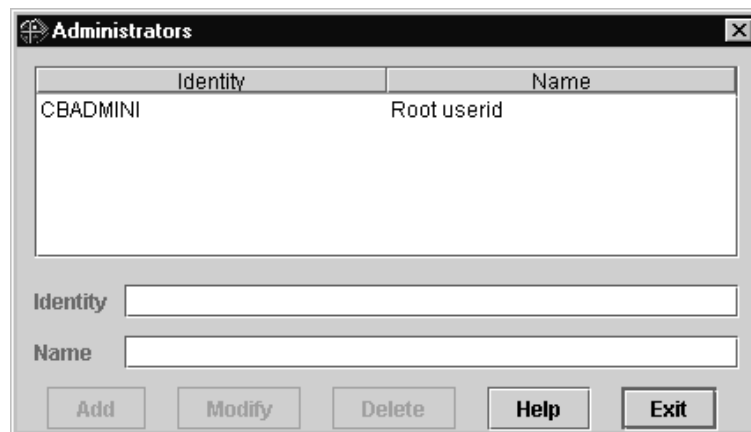 Administrators
Identity Name
CBADMINI Root userid
Identity
Name
Add Modify Delete Help Exit